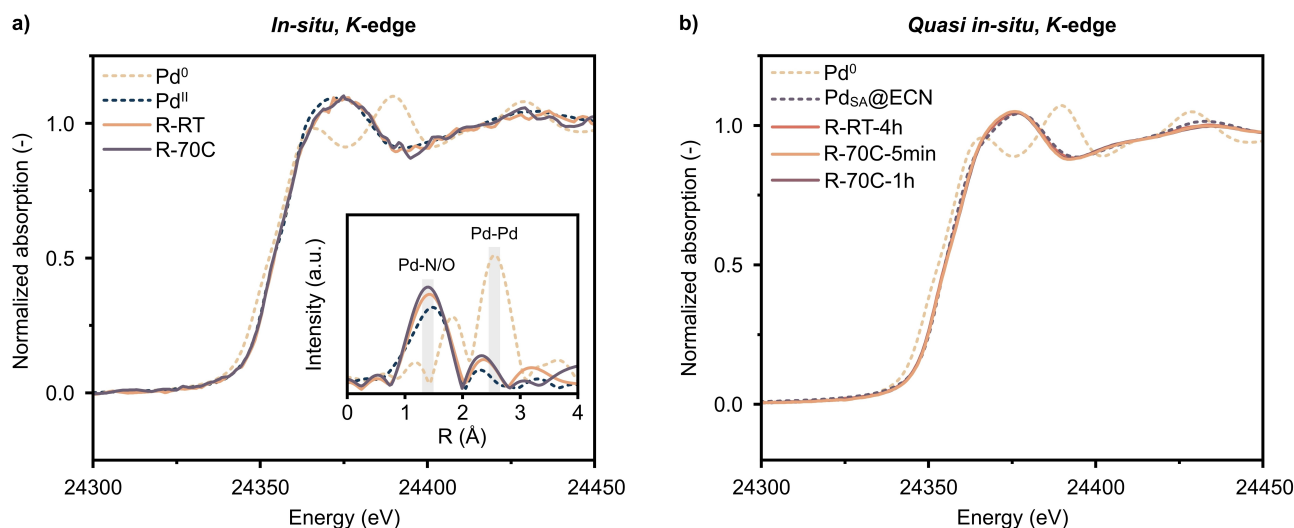 a)
In-situ, K-edge
Normalized absorption (-)
1.0
0.5
0.0
Pd⁰
Pdᴵᴵ
R-RT
R-70C
Intensity (a.u.)
Pd-N/O
Pd-Pd
0 1 2 3 4
R (Å)
24300 24350 24400 24450
Energy (eV)
b)
Quasi in-situ, K-edge
Normalized absorption (-)
1.0
0.5
0.0
Pd⁰
Pd_SA@ECN
R-RT-4h
R-70C-5min
R-70C-1h
24300 24350 24400 24450
Energy (eV)